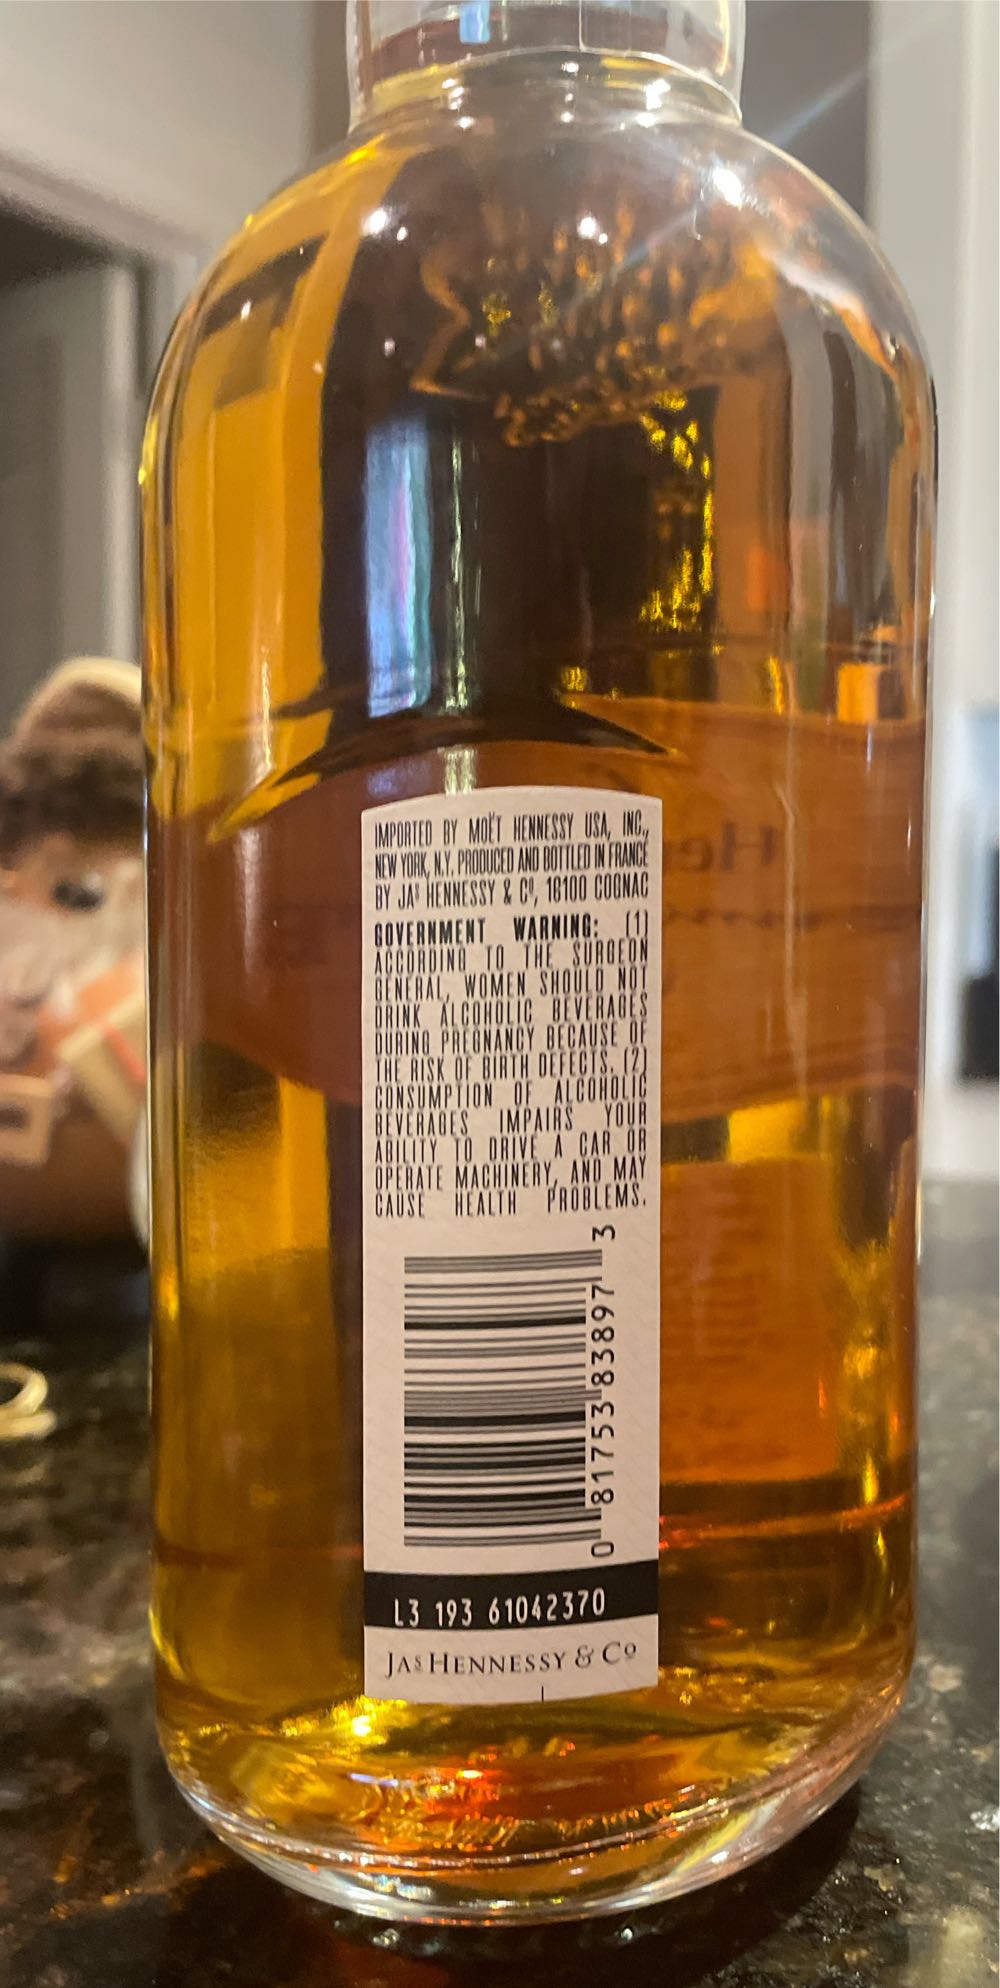 IMPORTED BY MOËT HENNESSY USA, INC.,
NEW YORK, N.Y. PRODUCED AND BOTTLED IN FRANCE
BY JAS HENNESSY & CO, 16100 COGNAC
GOVERNMENT WARNING: (1)
ACCORDING TO THE SURGEON
GENERAL, WOMEN SHOULD NOT
DRINK ALCOHOLIC BEVERAGES
DURING PREGNANCY BECAUSE OF
THE RISK OF BIRTH DEFECTS. (2)
CONSUMPTION OF ALCOHOLIC
BEVERAGES IMPAIRS YOUR
ABILITY TO DRIVE A CAR OR
OPERATE MACHINERY, AND MAY
CAUSE HEALTH PROBLEMS.
0 81753 83897 3
L3 193 61042370
JAS HENNESSY & CO